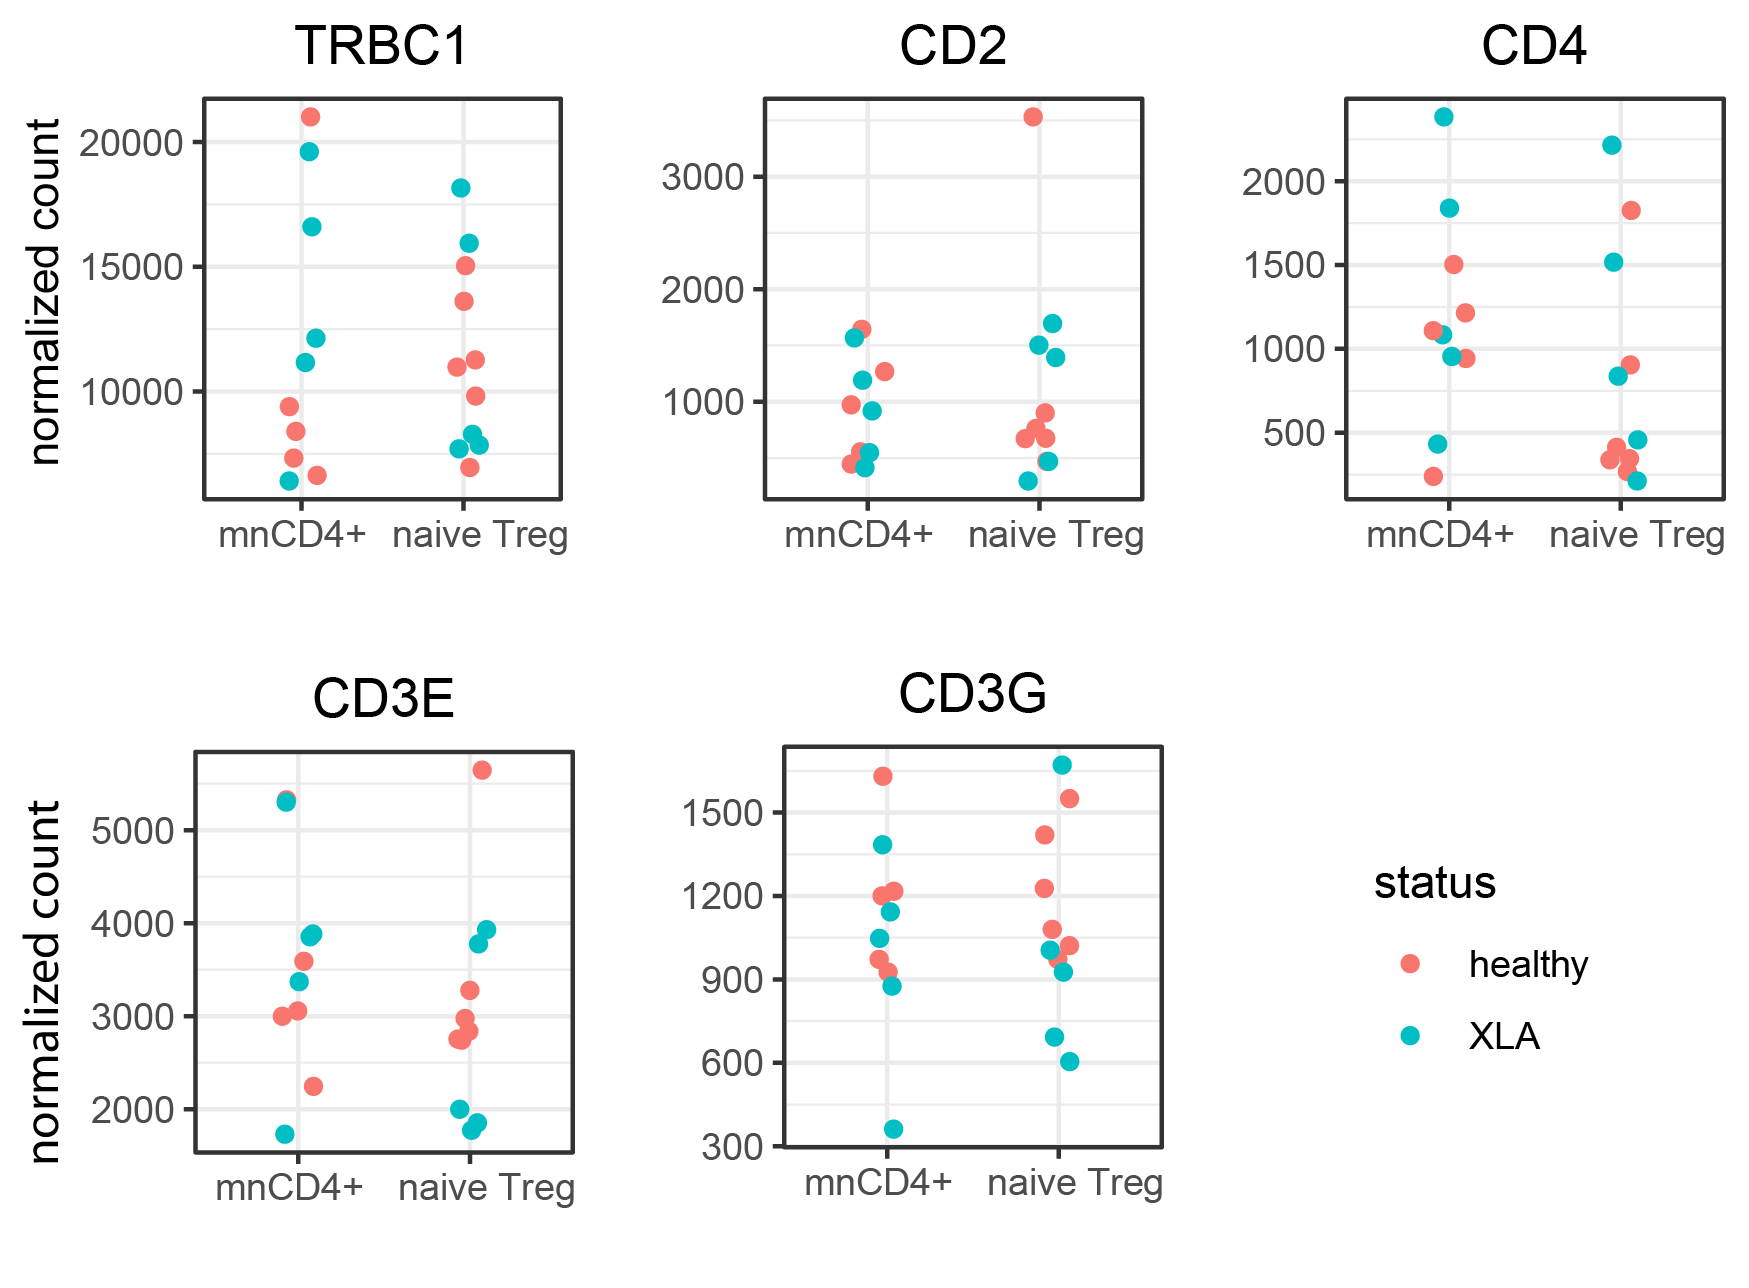 TRBC1
CD2
CD4
normalized count
20000
15000
10000
mnCD4+
naive Treg
3000
2000
1000
mnCD4+
naive Treg
2000
1500
1000
500
mnCD4+
naive Treg
CD3E
CD3G
normalized count
5000
4000
3000
2000
mnCD4+
naive Treg
1500
1200
900
600
300
mnCD4+
naive Treg
status
healthy
XLA